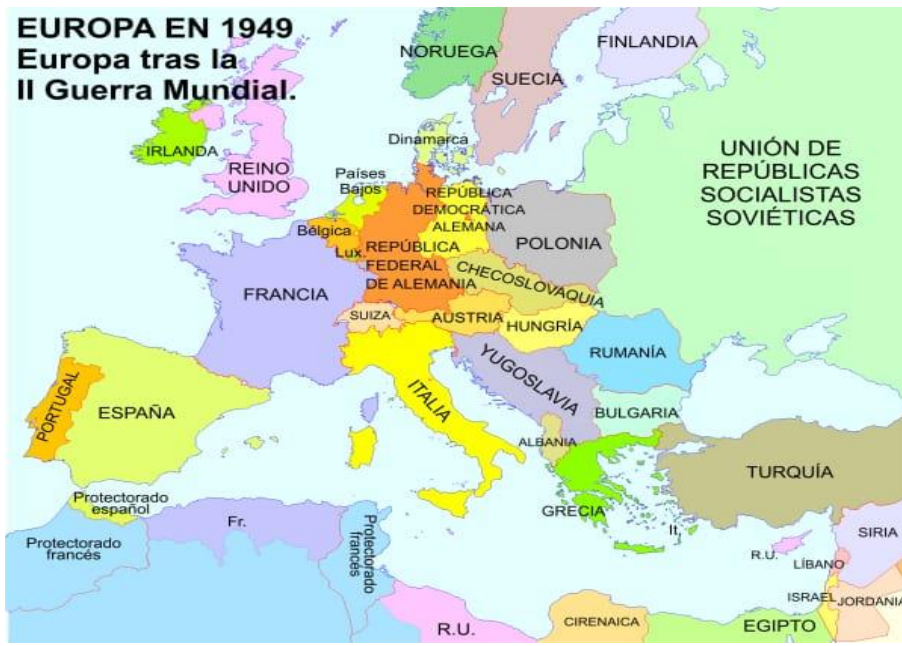 EUROPA EN 1949
Europa tras la
II Guerra Mundial.
NORUEGA
SUECIA
FINLANDIA
IRLANDA
REINO
UNIDO
Dinamarca
Países
Bajos
Bélgica
Lux.
REPÚBLICA
DEMOCRÁTICA
ALEMANA
REPÚBLICA
FEDERAL
DE ALEMANIA
POLONIA
UNIÓN DE
REPÚBLICAS
SOCIALISTAS
SOVIÉTICAS
CHECOSLOVAQUIA
FRANCIA
SUIZA
AUSTRIA
HUNGRÍA
RUMANÍA
YUGOSLAVIA
ITALIA
PORTUGAL
ESPAÑA
BULGARIA
ALBANIA
GRECIA
TURQUÍA
It.
Protectorado
español
Protectorado
francés
Fr.
Protectorado
francés
R.U.
CIRENAICA
EGIPTO
R.U.
SIRIA
LÍBANO
ISRAEL
JORDANIA